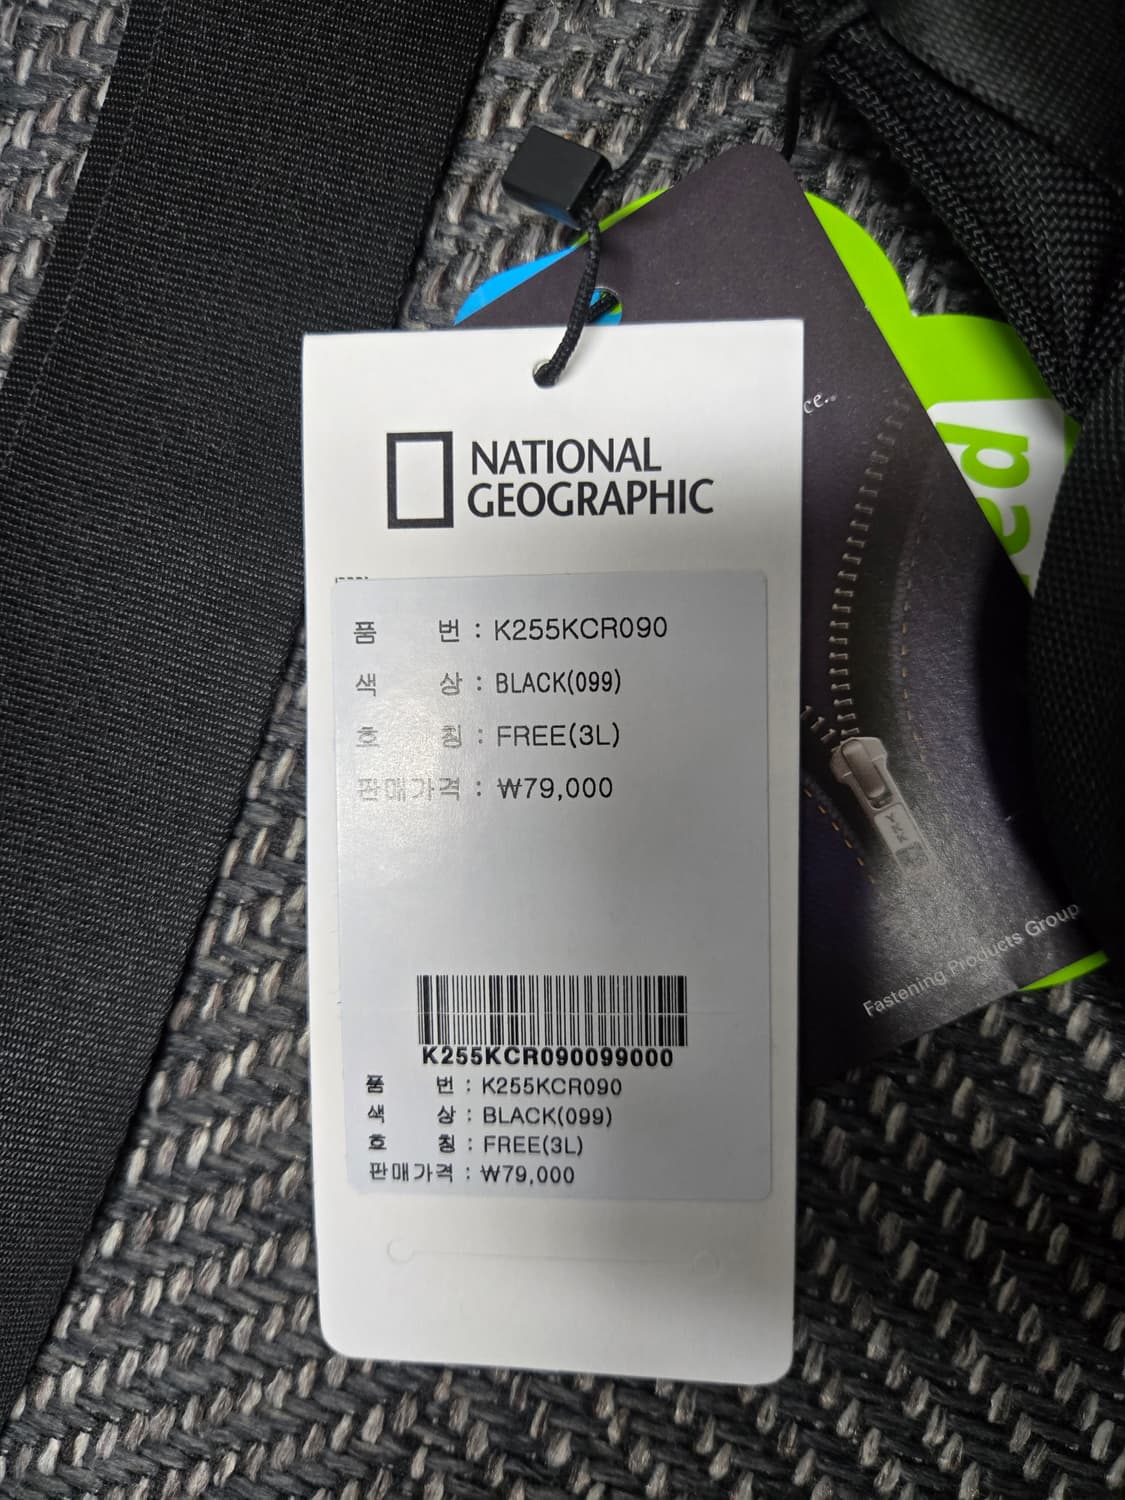 NATIONAL
GEOGRAPHIC
품 번 : K255KCR090
색 상 : BLACK(099)
호 칭 : FREE(3L)
판매가격 : ₩79,000
K255KCR090099000
품 번 : K255KCR090
색 상 : BLACK(099)
호 칭 : FREE(3L)
판매가격 : ₩79,000
ce..
YKK
Fastening Products Group